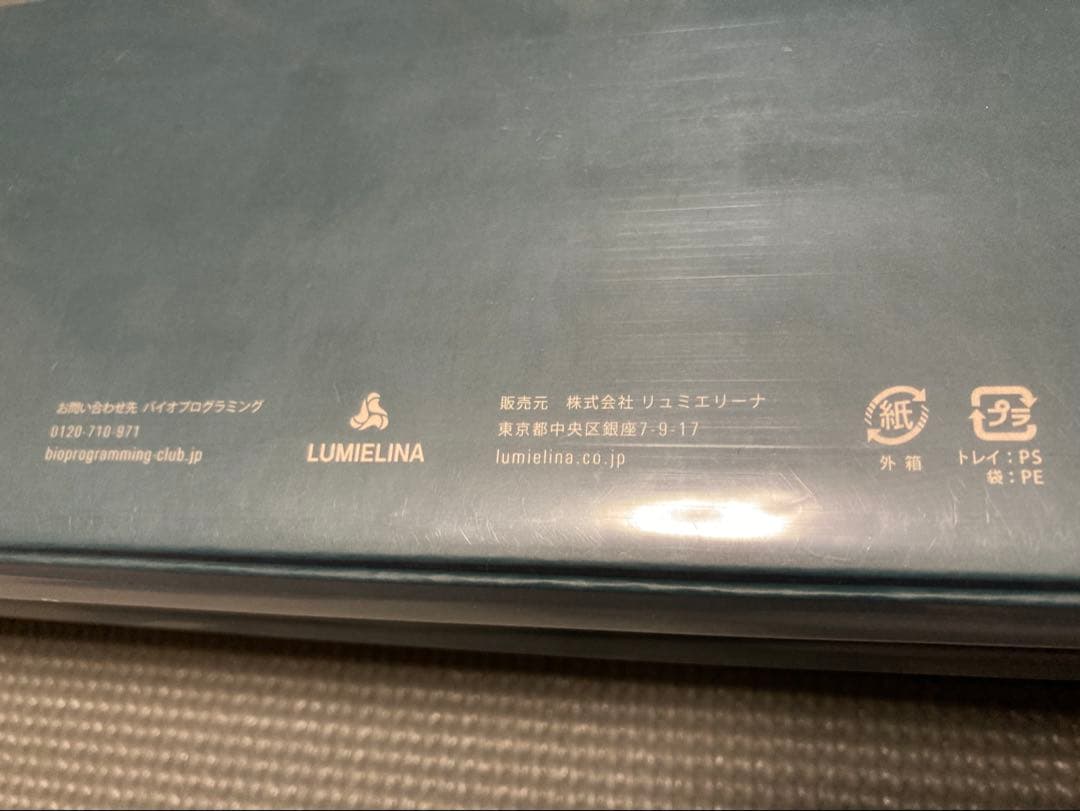 お問い合わせ先 バイオプログラミング
0120-710-971
bioprogramming-club.jp
LUMIELINA
販売元 株式会社 リュミエリーナ
東京都中央区銀座7-9-17
lumielina.co.jp
紙
外箱
プラ
トレイ:PS
袋:PE